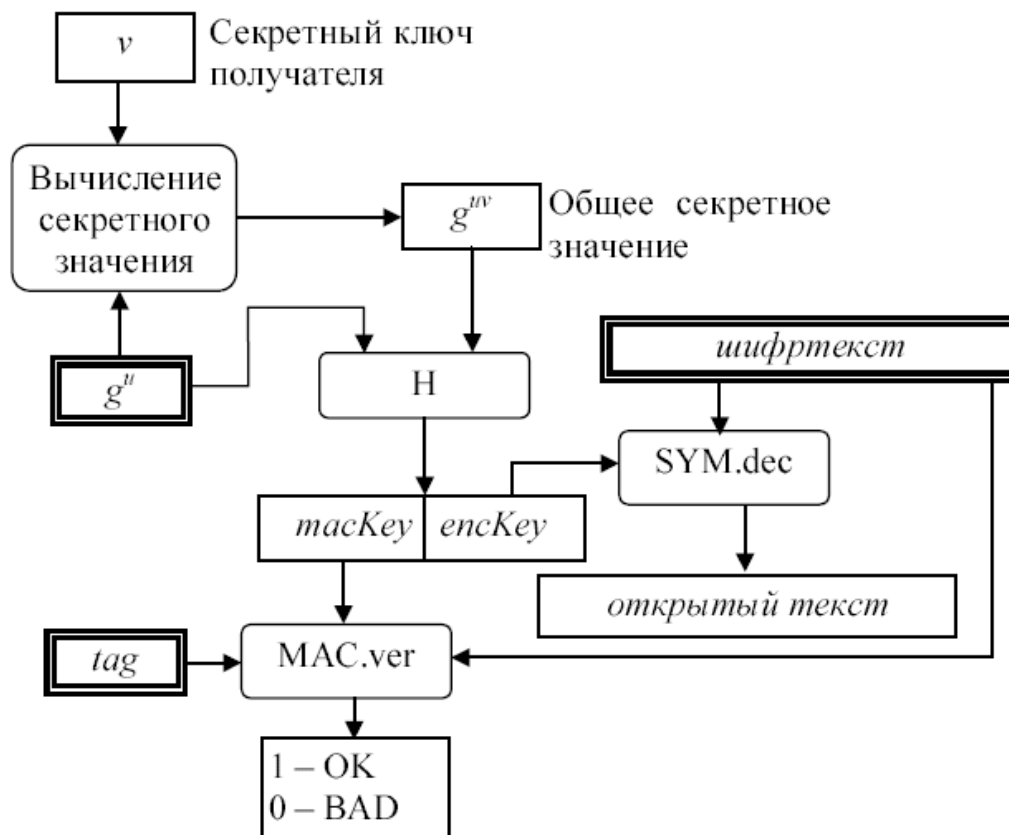 v
Секретный ключ
получателя
Вычисление
секретного
значения
g^{uv}
Общее секретное
значение
g^{u}
H
шифртекст
SYM.dec
macKey
encKey
открытый текст
tag
MAC.ver
1 – OK
0 – BAD